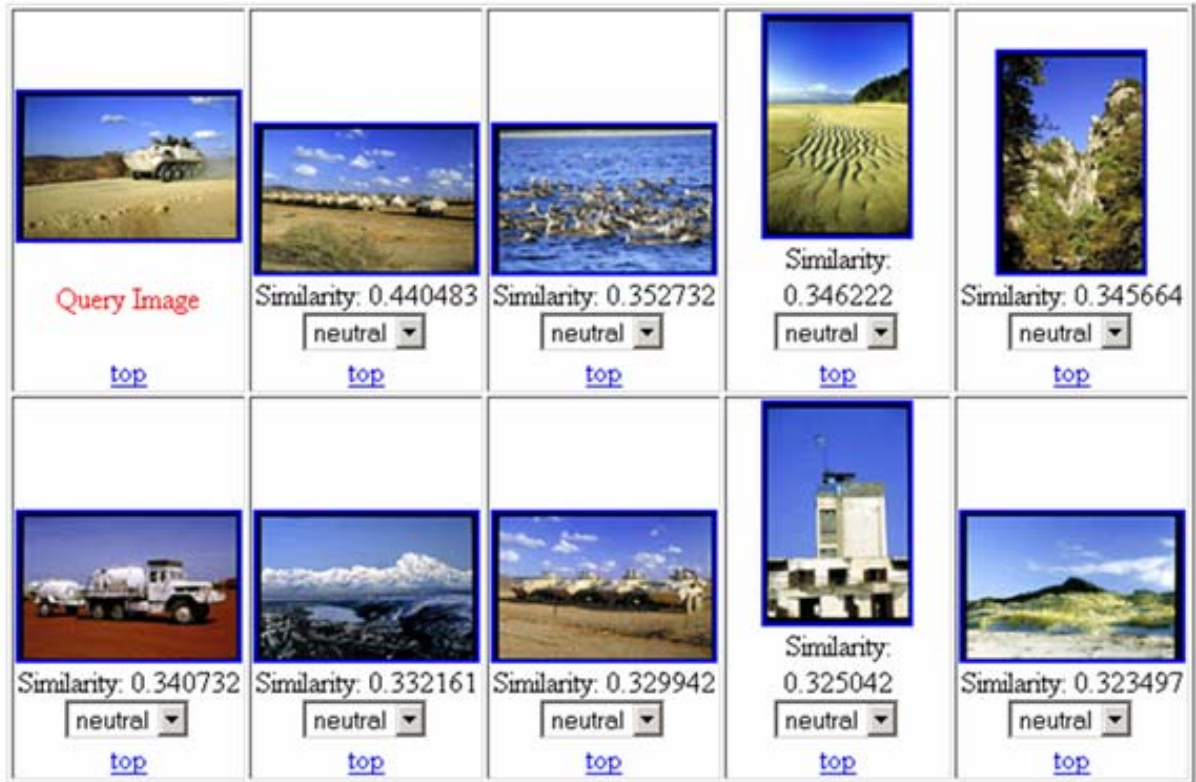 Query Image
top
Similarity: 0.440483
neutral
top
Similarity: 0.352732
neutral
top
Similarity:
0.346222
neutral
top
Similarity: 0.345664
neutral
top
Similarity: 0.340732
neutral
top
Similarity: 0.332161
neutral
top
Similarity: 0.329942
neutral
top
Similarity:
0.325042
neutral
top
Similarity: 0.323497
neutral
top